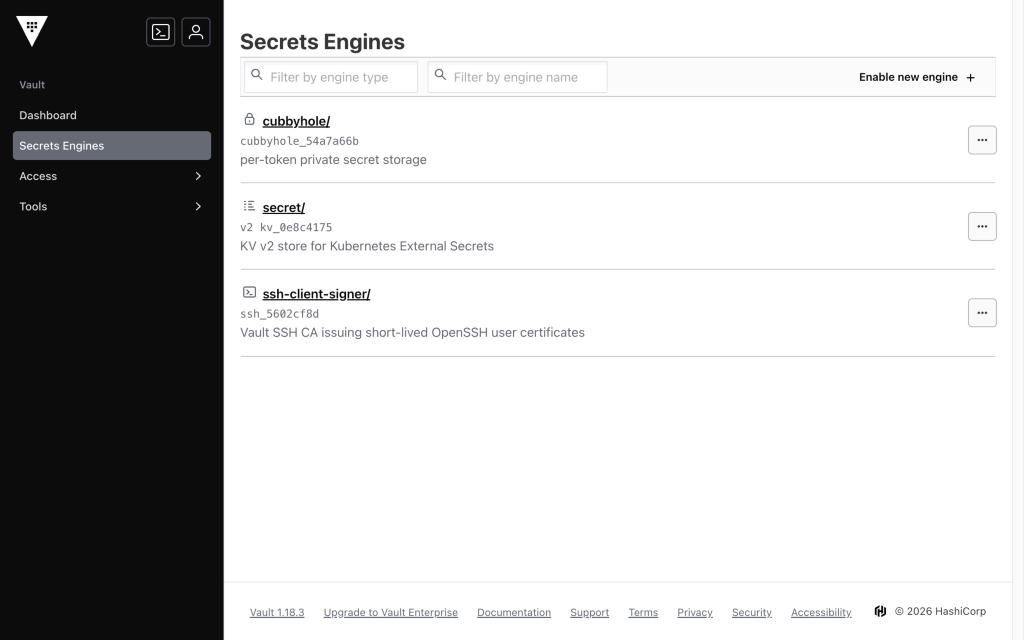 Vault
Dashboard
Secrets Engines
Access
Tools
Secrets Engines
Filter by engine type
Filter by engine name
Enable new engine +
cubbyhole/
cubbyhole_54a7a66b
per-token private secret storage
secret/
v2 kv_0e8c4175
KV v2 store for Kubernetes External Secrets
ssh-client-signer/
ssh_5602cf8d
Vault SSH CA issuing short-lived OpenSSH user certificates
Vault 1.18.3 Upgrade to Vault Enterprise Documentation Support Terms Privacy Security Accessibility © 2026 HashiCorp